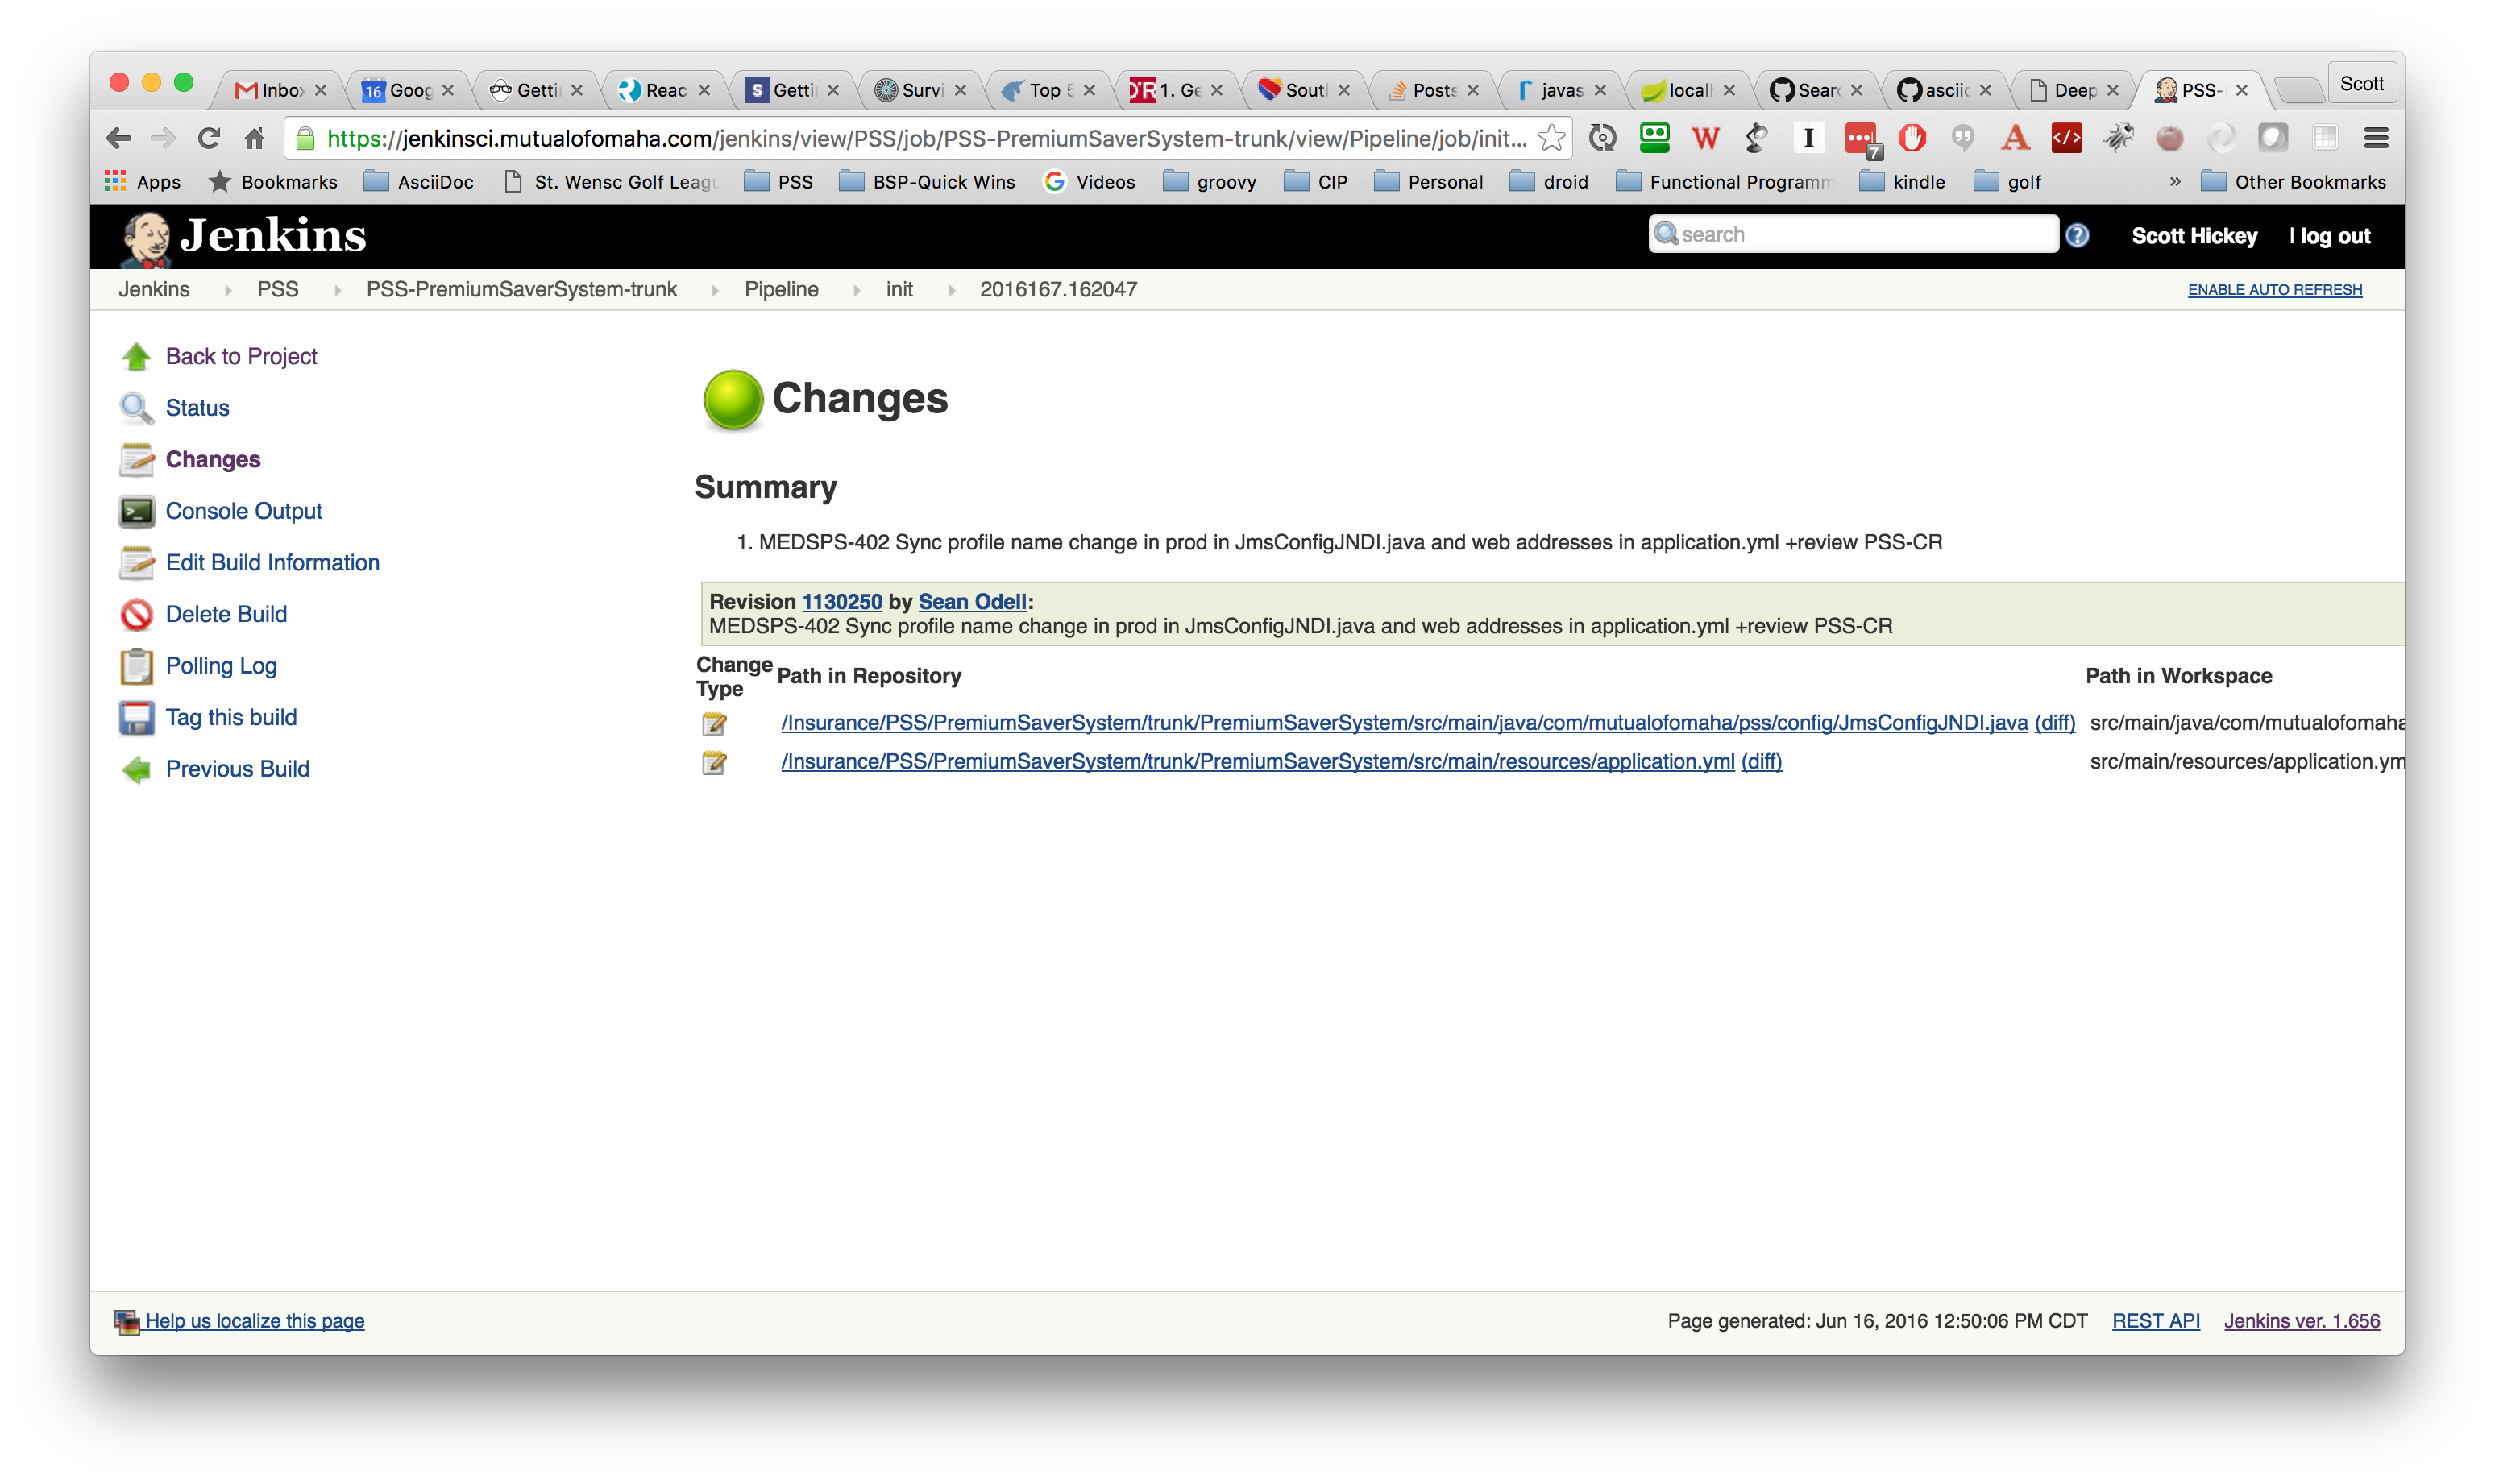 Inbox Goog Getti Reac S Getti Survi Top 5 1. Ge Sout Posts javas locall Sear asciic Deep PSS- Scott
https://jenkinsci.mutualofomaha.com/jenkins/view/PSS/job/PSS-PremiumSaverSystem-trunk/view/Pipeline/job/init...
Apps Bookmarks AsciiDoc St. Wensc Golf Leagu PSS BSP-Quick Wins Videos groovy CIP Personal droid Functional Programm kindle golf » Other Bookmarks
Jenkins search Scott Hickey | log out
Jenkins PSS PSS-PremiumSaverSystem-trunk Pipeline init 2016167.162047 ENABLE AUTO REFRESH
Back to Project
Status
Changes
Console Output
Edit Build Information
Delete Build
Polling Log
Tag this build
Previous Build
Changes
Summary
1. MEDSPS-402 Sync profile name change in prod in JmsConfigJNDI.java and web addresses in application.yml +review PSS-CR
Revision 1130250 by Sean Odell:
MEDSPS-402 Sync profile name change in prod in JmsConfigJNDI.java and web addresses in application.yml +review PSS-CR
Change Type Path in Repository Path in Workspace
/Insurance/PSS/PremiumSaverSystem/trunk/PremiumSaverSystem/src/main/java/com/mutualofomaha/pss/config/JmsConfigJNDI.java (diff) src/main/java/com/mutualofomaha
/Insurance/PSS/PremiumSaverSystem/trunk/PremiumSaverSystem/src/main/resources/application.yml (diff) src/main/resources/application.ym
Help us localize this page Page generated: Jun 16, 2016 12:50:06 PM CDT REST API Jenkins ver. 1.656